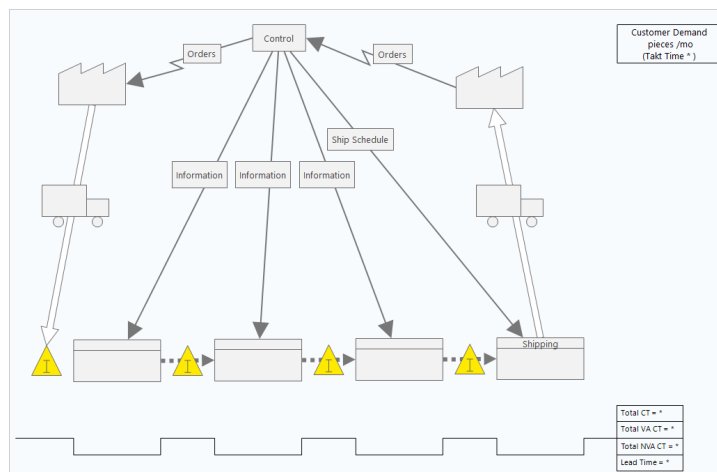 Control
Customer Demand
pieces /mo
(Takt Time * )
Orders
Orders
Ship Schedule
Information
Information
Information
I
I
I
I
Shipping
Total CT = *
Total VA CT = *
Total NVA CT = *
Lead Time = *